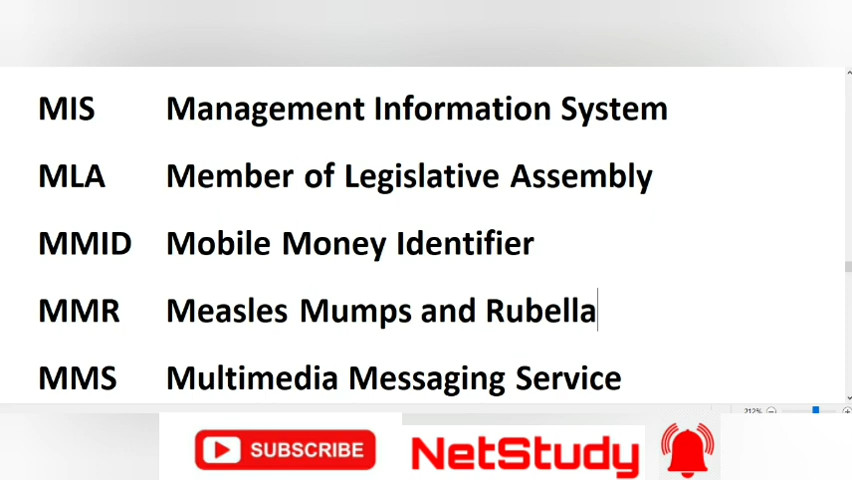 MIS Management Information System
MLA Member of Legislative Assembly
MMID Mobile Money Identifier
MMR Measles Mumps and Rubella
MMS Multimedia Messaging Service
212%
SUBSCRIBE NetStudy